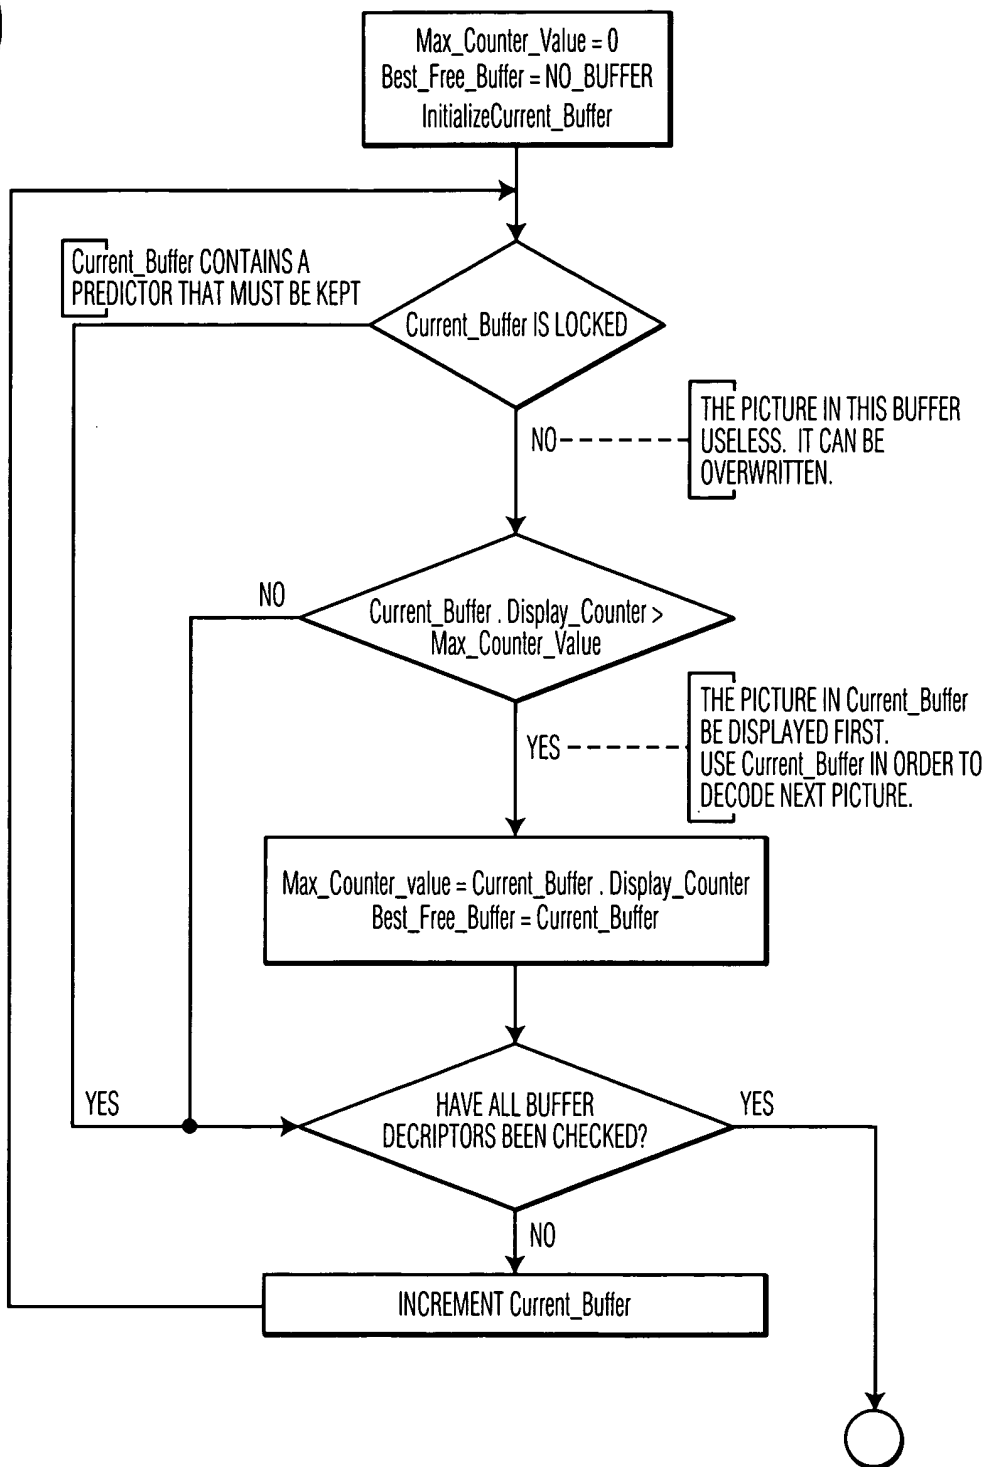 Max_Counter_Value = 0
Best_Free_Buffer = NO_BUFFER
InitializeCurrent_Buffer
Current_Buffer CONTAINS A
PREDICTOR THAT MUST BE KEPT
Current_Buffer IS LOCKED
NO
THE PICTURE IN THIS BUFFER
USELESS. IT CAN BE
OVERWRITTEN.
NO
Current_Buffer . Display_Counter >
Max_Counter_Value
YES
THE PICTURE IN Current_Buffer
BE DISPLAYED FIRST.
USE Current_Buffer IN ORDER TO
DECODE NEXT PICTURE.
Max_Counter_value = Current_Buffer . Display_Counter
Best_Free_Buffer = Current_Buffer
YES
HAVE ALL BUFFER
DECRIPTORS BEEN CHECKED?
YES
NO
INCREMENT Current_Buffer